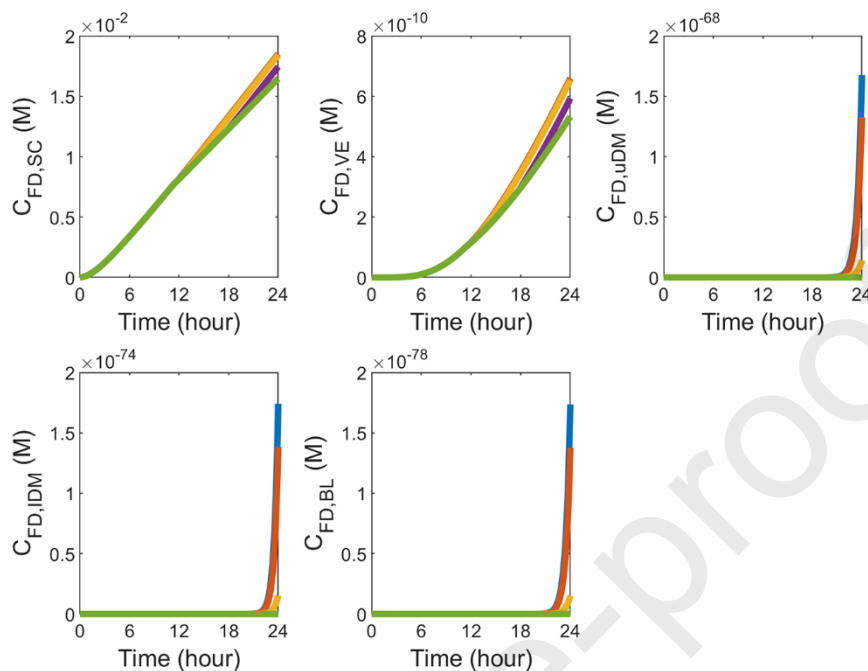 ×10⁻²
2
1.5
1
0.5
0
C_FD,SC (M)
0 6 12 18 24
Time (hour)
×10⁻¹⁰
8
6
4
2
0
C_FD,VE (M)
0 6 12 18 24
Time (hour)
×10⁻⁶⁸
2
1.5
1
0.5
0
C_FD,uDM (M)
0 6 12 18 24
Time (hour)
×10⁻⁷⁴
2
1.5
1
0.5
0
C_FD,lDM (M)
0 6 12 18 24
Time (hour)
×10⁻⁷⁸
2
1.5
1
0.5
0
C_FD,BL (M)
0 6 12 18 24
Time (hour)
e-proo